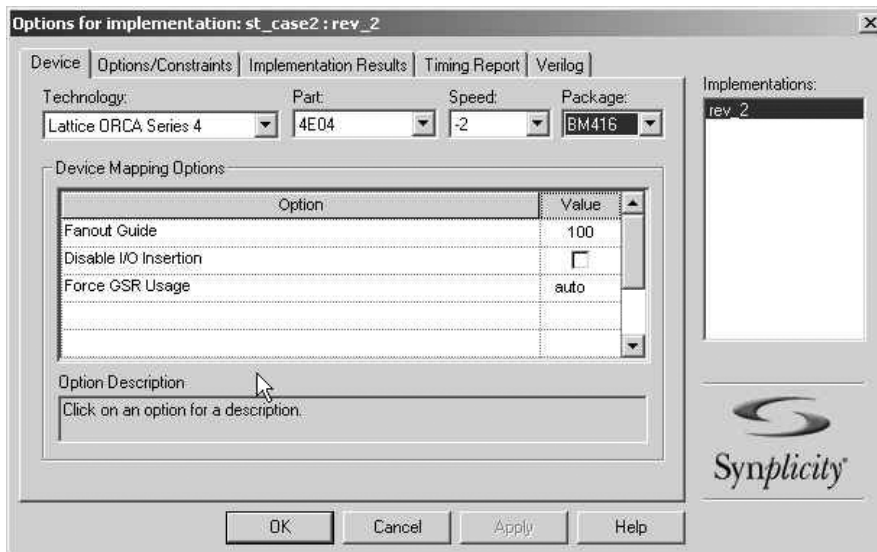 Options for implementation: st_case2 : rev_2
Device Options/Constraints Implementation Results Timing Report Verilog
Technology: Part: Speed: Package:
Lattice ORCA Series 4 4E04 -2 BM416
Implementations:
rev_2
Device Mapping Options
Option Value
Fanout Guide 100
Disable I/O Insertion
Force GSR Usage auto
Option Description
Click on an option for a description.
Synplicity®
OK Cancel Apply Help